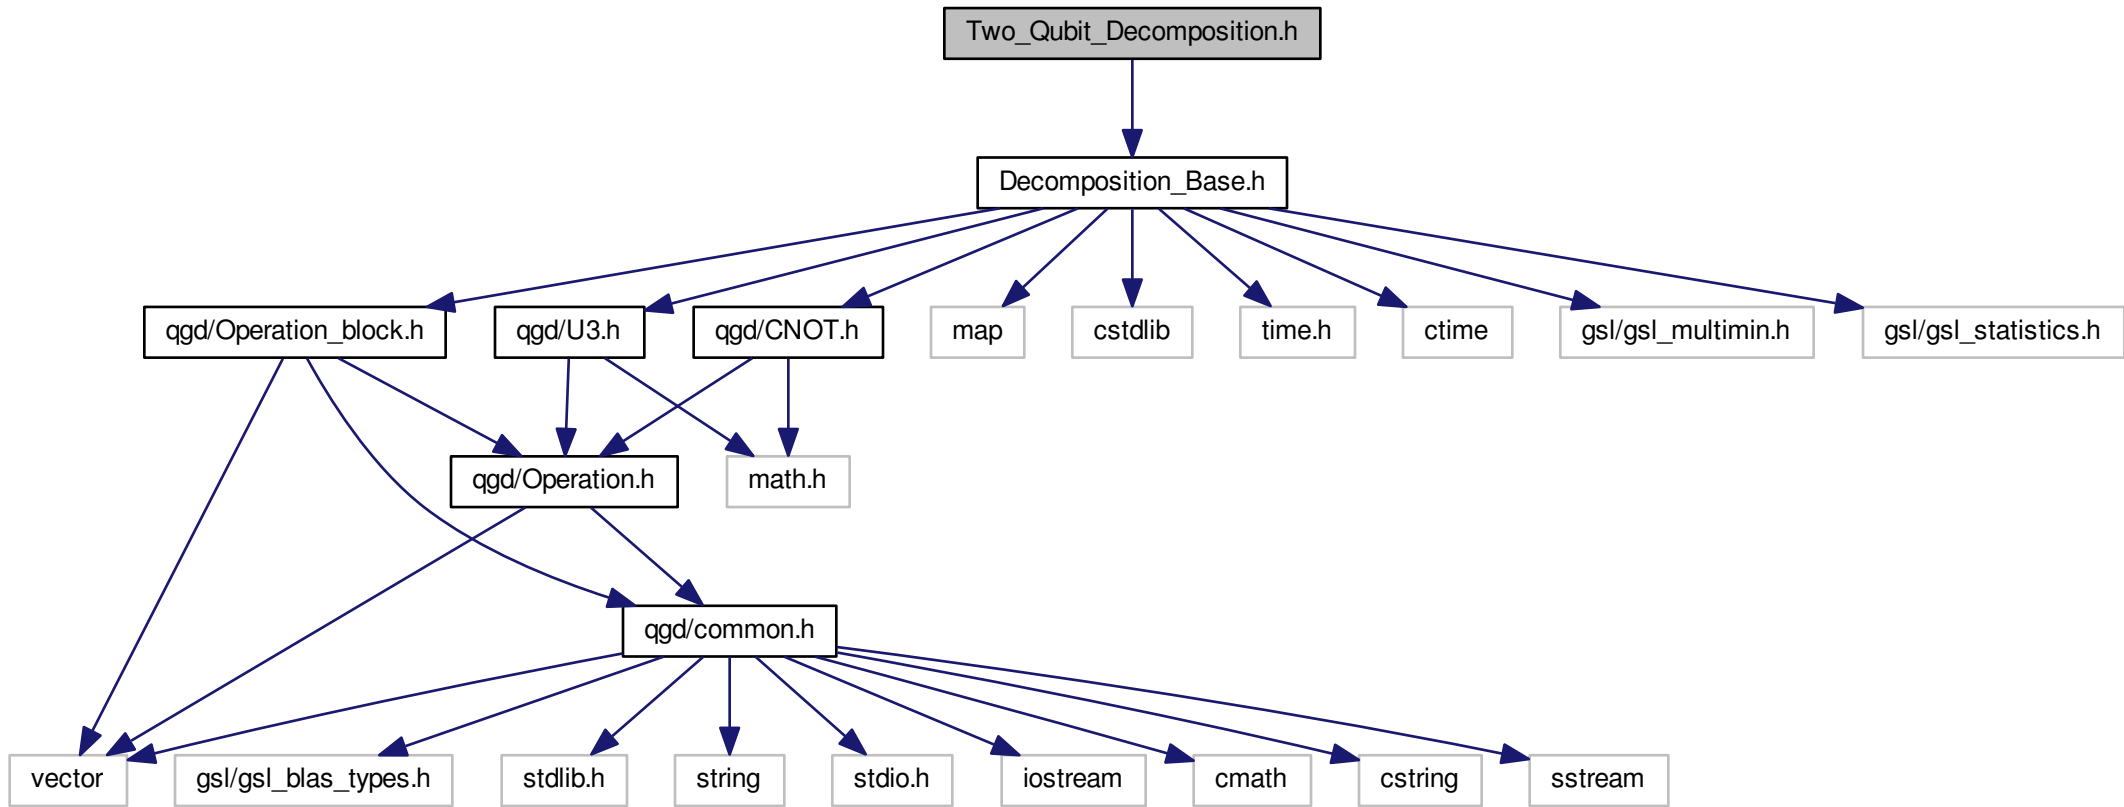 Two_Qubit_Decomposition.h
Decomposition_Base.h
qgd/Operation_block.h
qgd/U3.h
qgd/CNOT.h
map
cstdlib
time.h
ctime
gsl/gsl_multimin.h
gsl/gsl_statistics.h
qgd/Operation.h
math.h
qgd/common.h
vector
gsl/gsl_blas_types.h
stdlib.h
string
stdio.h
iostream
cmath
cstring
sstream